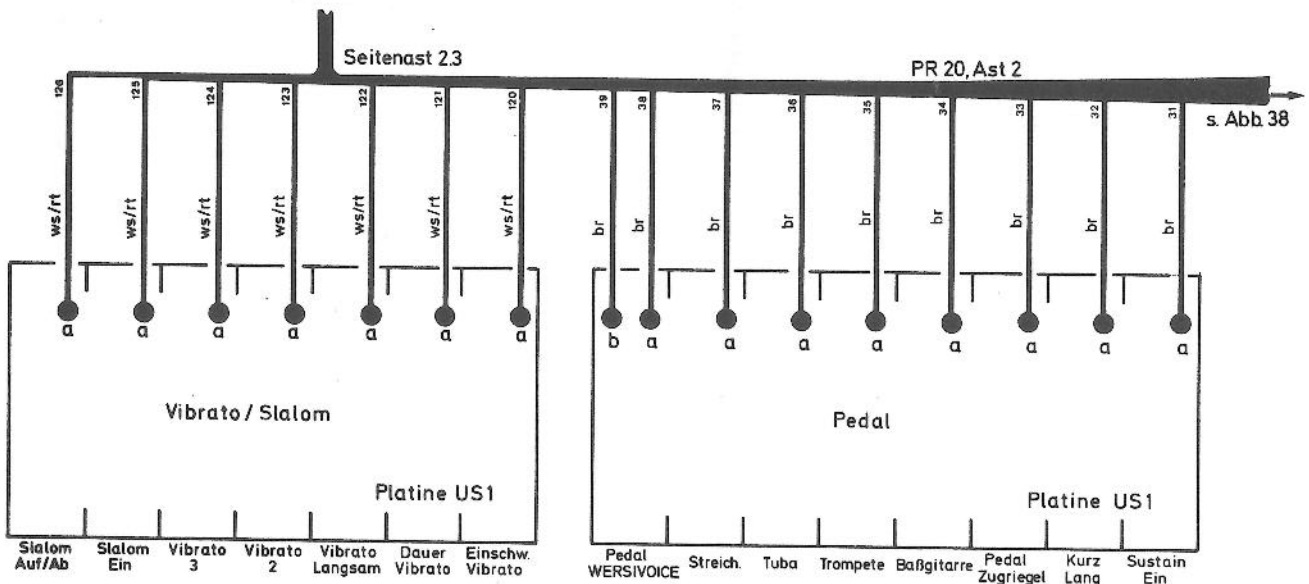 Seitenast 2.3
PR 20, Ast 2
s. Abb. 38
126 125 124 123 122 121 120 39 38 37 36 35 34 33 32 31
ws/rt ws/rt ws/rt ws/rt ws/rt ws/rt ws/rt br br br br br br br br br
a a a a a a a b a a a a a a a a
Vibrato / Slalom
Pedal
Platine US1
Platine US1
Slalom Auf/Ab
Slalom Ein
Vibrato 3
Vibrato 2
Vibrato Langsam
Dauer Vibrato
Einschw. Vibrato
Pedal WERSIVOICE
Streich.
Tuba
Trompete
Baßgitarre
Pedal Zugriegel
Kurz Lang
Sustain Ein